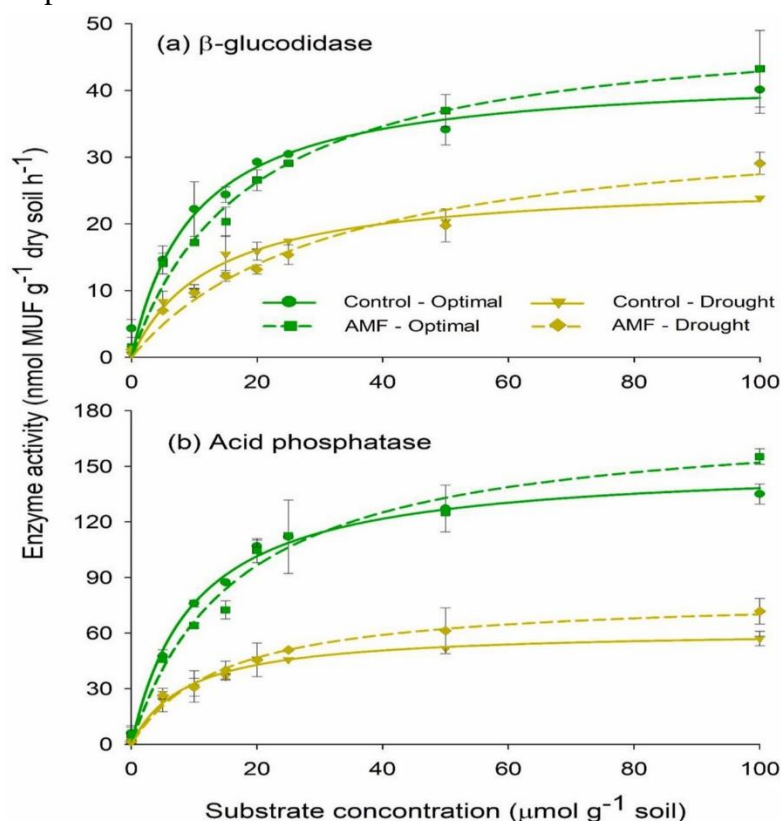 (a) β-glucodidase
50
40
30
20
10
0
Control - Optimal
AMF - Optimal
Control - Drought
AMF - Drought
0 20 40 60 80 100
Enzyme activity (nmol MUF g-1 dry soil h-1)
(b) Acid phosphatase
180
150
120
90
60
30
0
0 20 40 60 80 100
Substrate concentration (μmol g-1 soil)